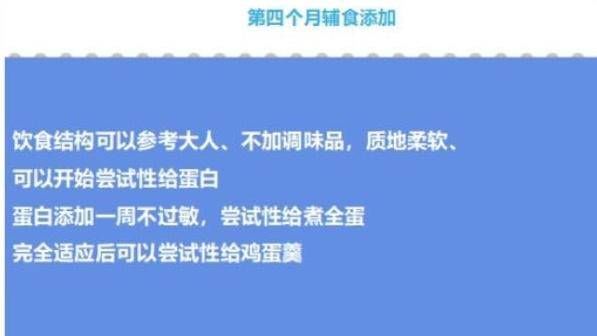 第四个月辅食添加
饮食结构可以参考大人、不加调味品，质地柔软、
可以开始尝试性给蛋白
蛋白添加一周不过敏，尝试性给煮全蛋
完全适应后可以尝试性给鸡蛋羹